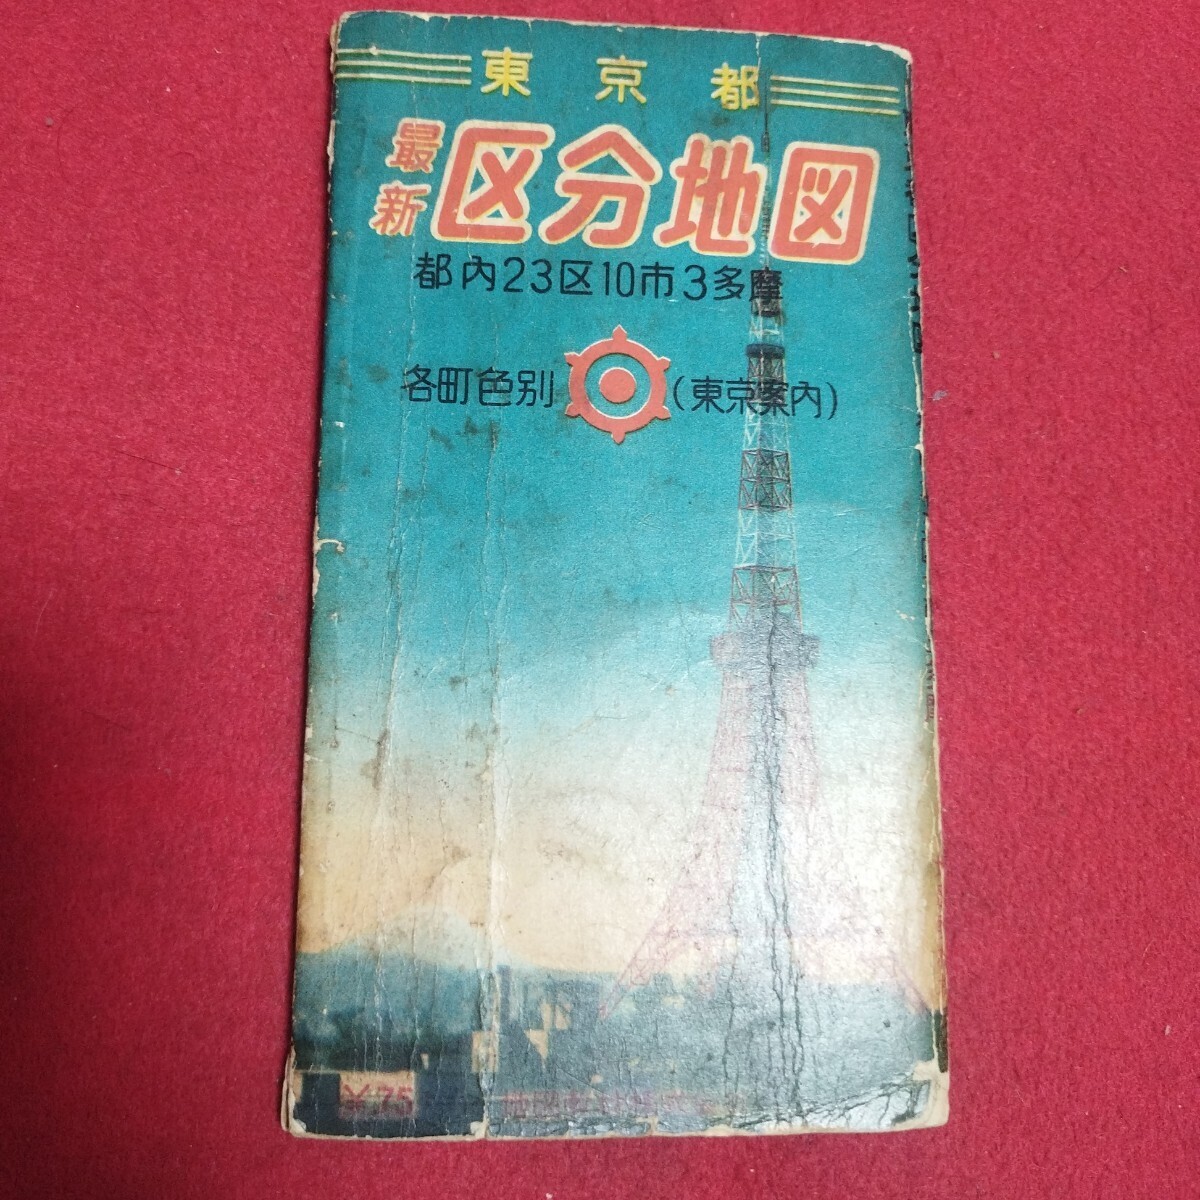 東京都
最新
区分地図
都内23区10市3多摩
各町色別 (東京案内)
¥75